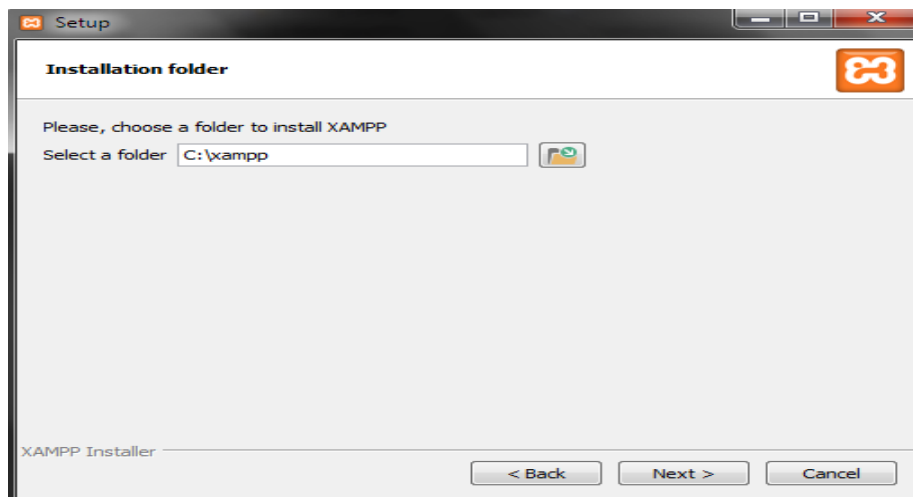 Setup
Installation folder
Please, choose a folder to install XAMPP
Select a folder C:\xampp
XAMPP Installer
< Back Next > Cancel